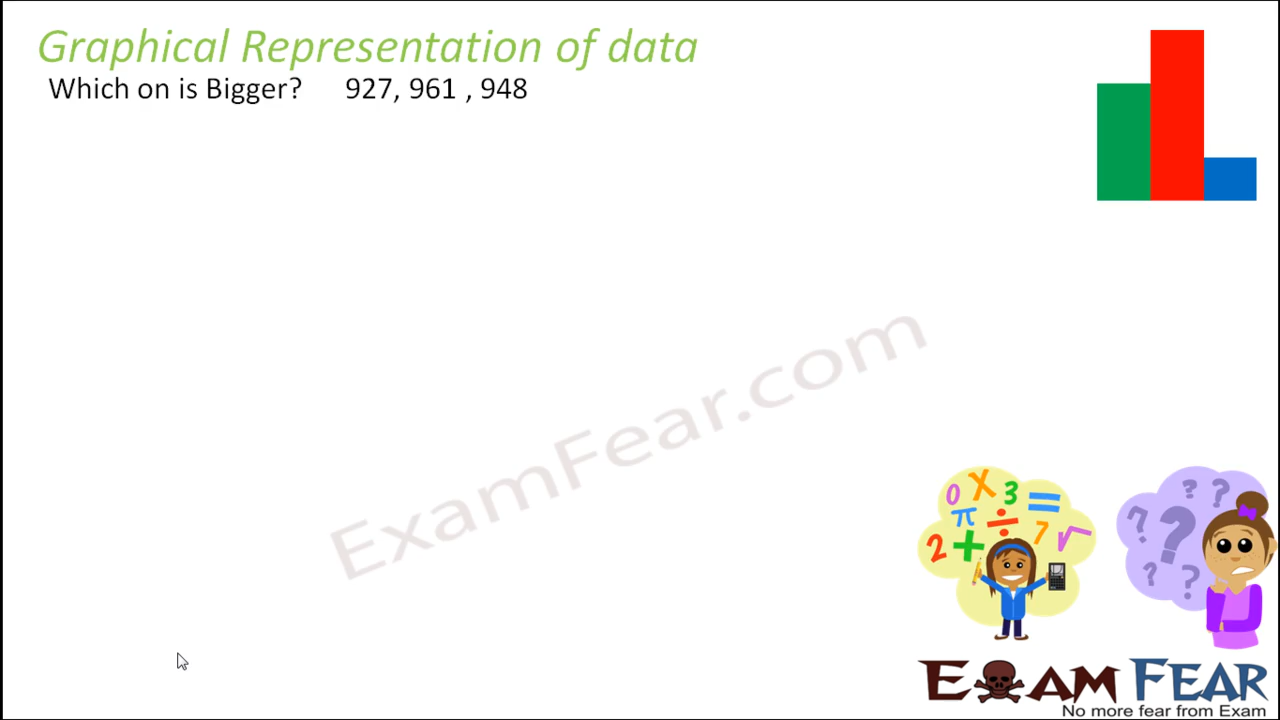 Graphical Representation of data
Which on is Bigger? 927, 961 , 948
ExamFear.com
0 X 3 =
π ÷ 7 √
2 +
? ?
? ?
? ?
EXAM FEAR
No more fear from Exam